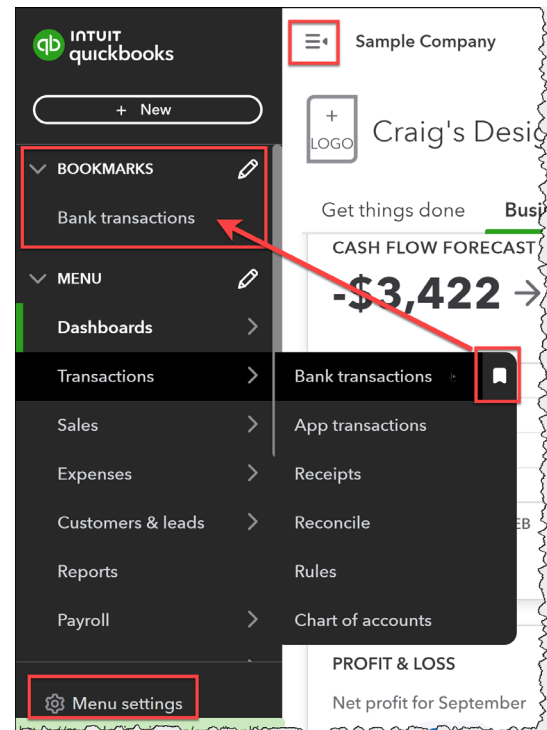 INTUIT
quickbooks
+ New
BOOKMARKS
Bank transactions
MENU
Dashboards
Transactions
Sales
Expenses
Customers & leads
Reports
Payroll
Menu settings
Bank transactions
App transactions
Receipts
Reconcile
Rules
Chart of accounts
Sample Company
+
LOGO
Craig's Desig
Get things done
Busi
CASH FLOW FORECAST
-$3,422
EB
PROFIT & LOSS
Net profit for September